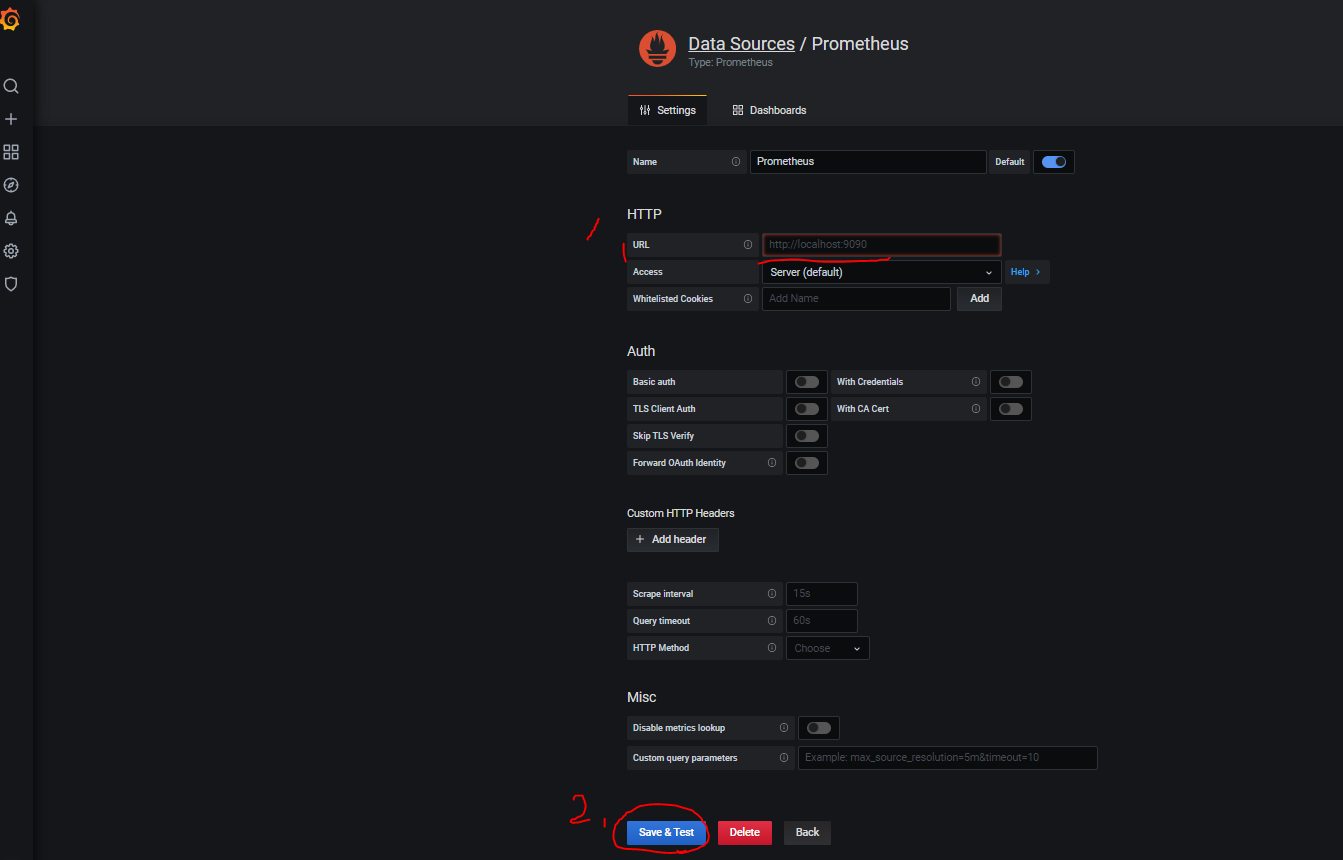 Data Sources / Prometheus
Type: Prometheus
Settings
Dashboards
Name
Prometheus
Default
HTTP
1
URL
http://localhost:9090
Access
Server (default)
Help
Whitelisted Cookies
Add Name
Add
Auth
Basic auth
With Credentials
TLS Client Auth
With CA Cert
Skip TLS Verify
Forward OAuth Identity
Custom HTTP Headers
+ Add header
Scrape interval
15s
Query timeout
60s
HTTP Method
Choose
Misc
Disable metrics lookup
Custom query parameters
Example: max_source_resolution=5m&timeout=10
2.
Save & Test
Delete
Back